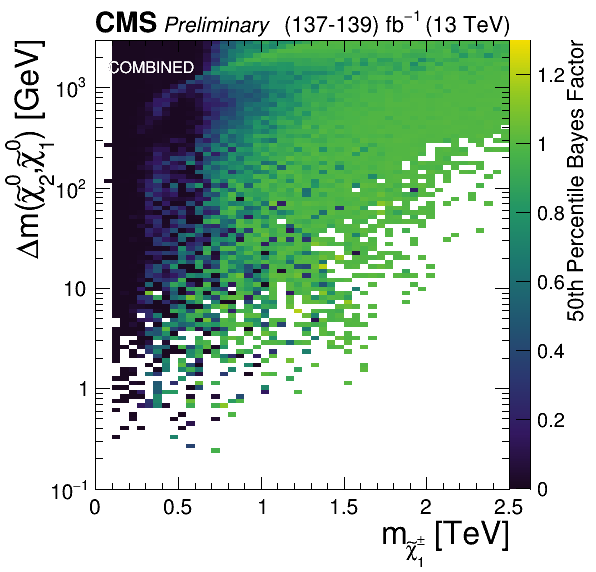 CMS Preliminary (137-139) fb⁻¹ (13 TeV)
COMBINED
Δm(χ̃⁰₂,χ̃⁰₁) [GeV]
10³
10²
10
1
10⁻¹
0 0.5 1 1.5 2 2.5
m_χ̃₁^± [TeV]
1.2
1
0.8
0.6
0.4
0.2
0
50th Percentile Bayes Factor